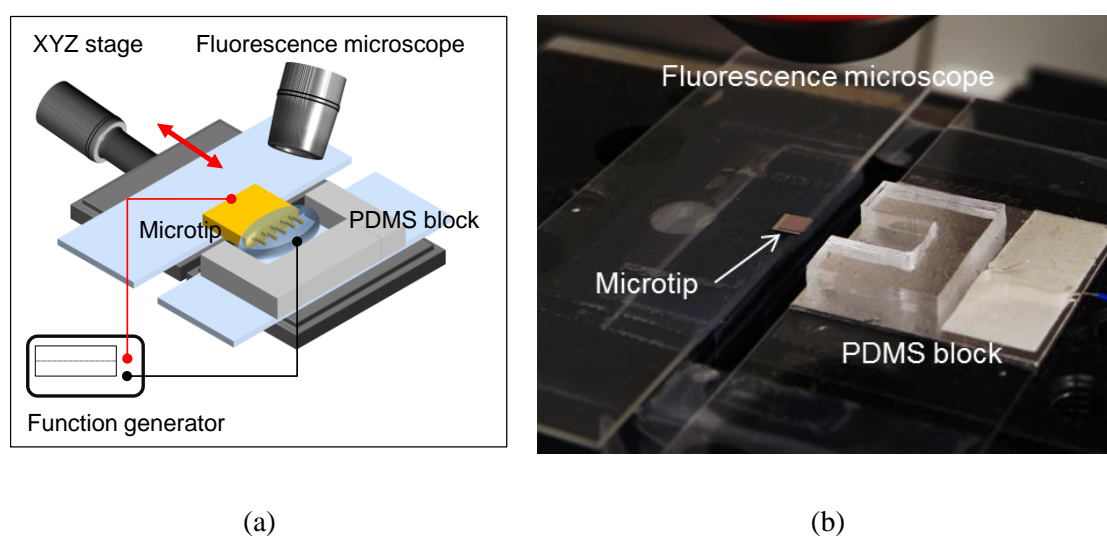 XYZ stage
Fluorescence microscope
Microtip
PDMS block
Function generator
Fluorescence microscope
Microtip
PDMS block
(a)
(b)